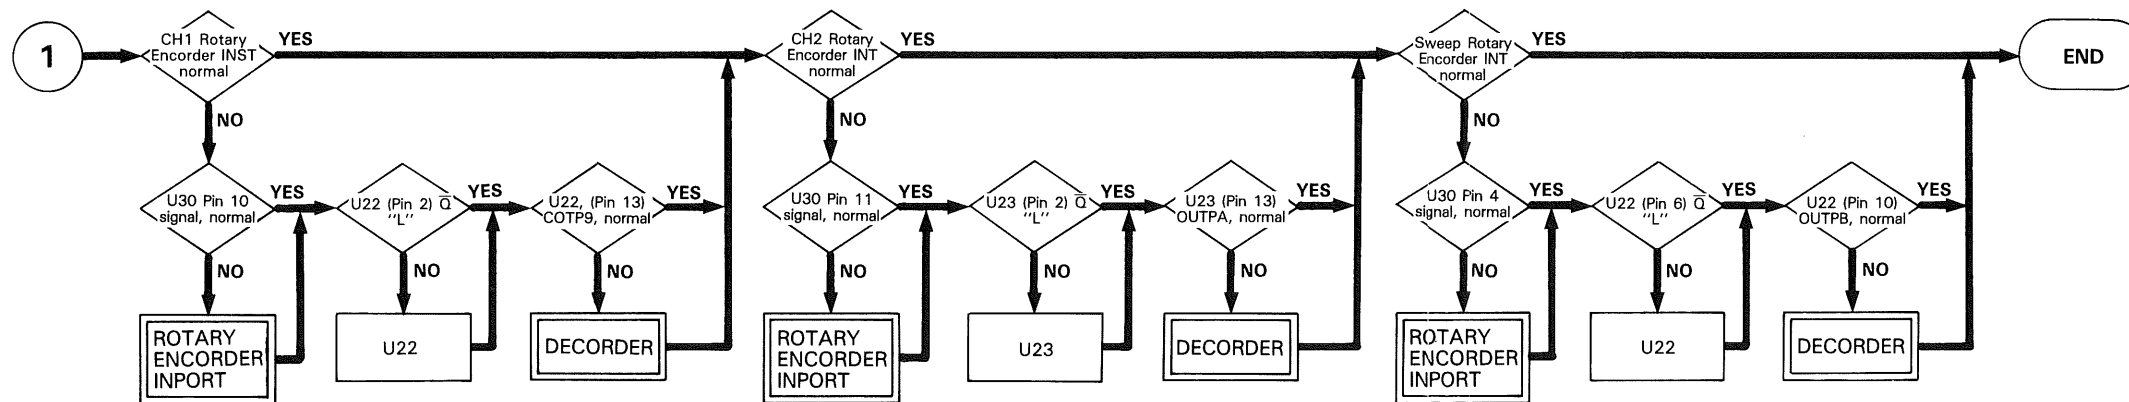 1
CH1 Rotary
Encorder INST
normal
YES
NO
U30 Pin 10
signal, normal
YES
NO
ROTARY
ENCORDER
INPORT
U22 (Pin 2) Q̅
"L"
YES
NO
U22
U22, (Pin 13)
COTP9, normal
YES
NO
DECORDER
CH2 Rotary
Encorder INT
normal
YES
NO
U30 Pin 11
signal, normal
YES
NO
ROTARY
ENCORDER
INPORT
U23 (Pin 2) Q̅
"L"
YES
NO
U23
U23 (Pin 13)
OUTPA, normal
YES
NO
DECORDER
Sweep Rotary
Encorder INT
normal
YES
NO
U30 Pin 4
signal, normal
YES
NO
ROTARY
ENCORDER
INPORT
U22 (Pin 6) Q̅
"L"
YES
NO
U22
U22 (Pin 10)
OUTPB, normal
YES
NO
DECORDER
END